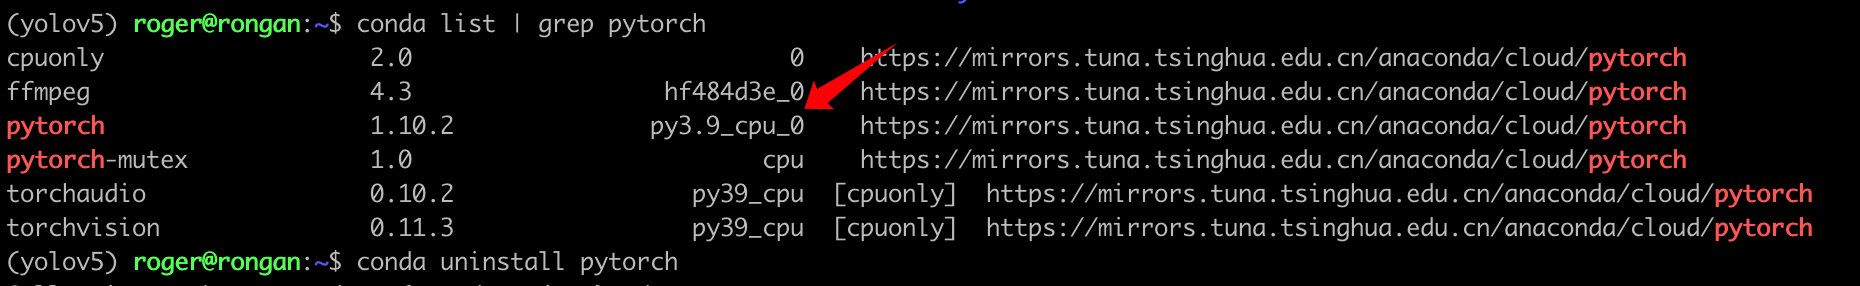 (yolov5) roger@rongan:~$ conda list | grep pytorch
cpuonly 2.0 0 https://mirrors.tuna.tsinghua.edu.cn/anaconda/cloud/pytorch
ffmpeg 4.3 hf484d3e_0 https://mirrors.tuna.tsinghua.edu.cn/anaconda/cloud/pytorch
pytorch 1.10.2 py3.9_cpu_0 https://mirrors.tuna.tsinghua.edu.cn/anaconda/cloud/pytorch
pytorch-mutex 1.0 cpu https://mirrors.tuna.tsinghua.edu.cn/anaconda/cloud/pytorch
torchaudio 0.10.2 py39_cpu [cpuonly] https://mirrors.tuna.tsinghua.edu.cn/anaconda/cloud/pytorch
torchvision 0.11.3 py39_cpu [cpuonly] https://mirrors.tuna.tsinghua.edu.cn/anaconda/cloud/pytorch
(yolov5) roger@rongan:~$ conda uninstall pytorch